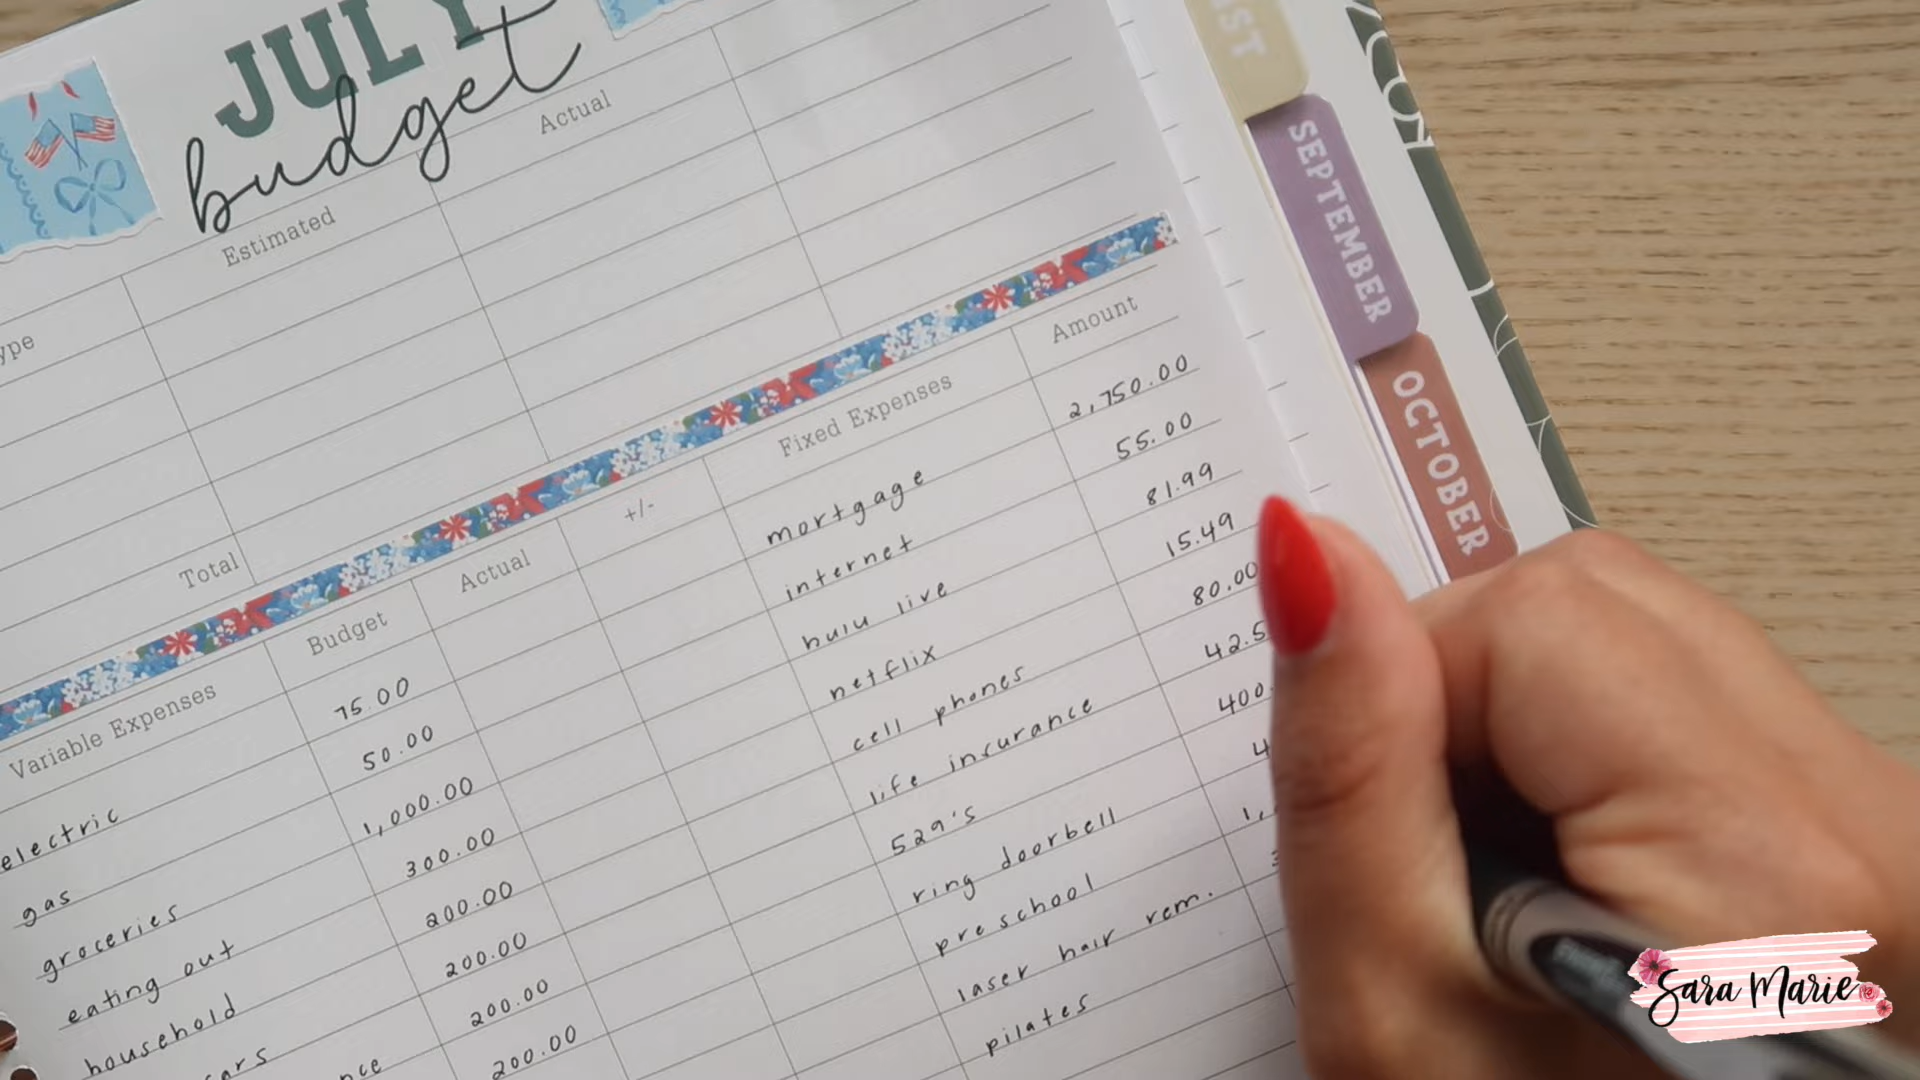 JULY
budget
Estimated
Actual
Total
Variable Expenses
Budget
Actual
+/-
electric
75.00
gas
50.00
groceries
1,000.00
eating out
300.00
household
200.00
200.00
200.00
200.00
Fixed Expenses
Amount
mortgage
2,750.00
internet
55.00
hulu live
81.99
netflix
15.49
cell phones
80.00
life insurance
42.5
529's
400.
ring doorbell
preschool
laser hair rem.
pilates
SEPTEMBER
OCTOBER
Sara Marie